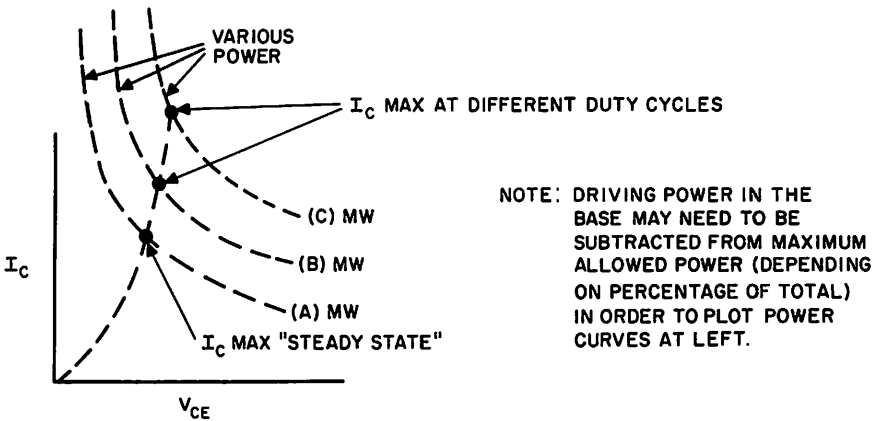 VARIOUS
POWER
I_C MAX AT DIFFERENT DUTY CYCLES
(C) MW
(B) MW
(A) MW
I_C
I_C MAX "STEADY STATE"
V_CE
NOTE: DRIVING POWER IN THE
BASE MAY NEED TO BE
SUBTRACTED FROM MAXIMUM
ALLOWED POWER (DEPENDING
ON PERCENTAGE OF TOTAL)
IN ORDER TO PLOT POWER
CURVES AT LEFT.